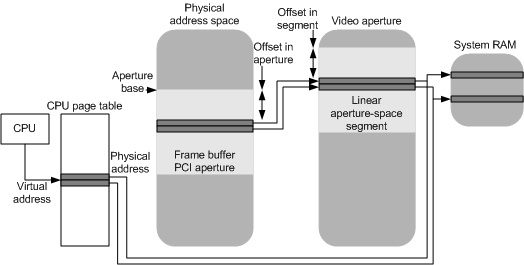 Physical
address space
Offset in
segment
Video aperture
Offset in
aperture
System RAM
Aperture
base
CPU page table
CPU
Linear
aperture-space
segment
Physical
address
Frame buffer
PCI aperture
Virtual
address